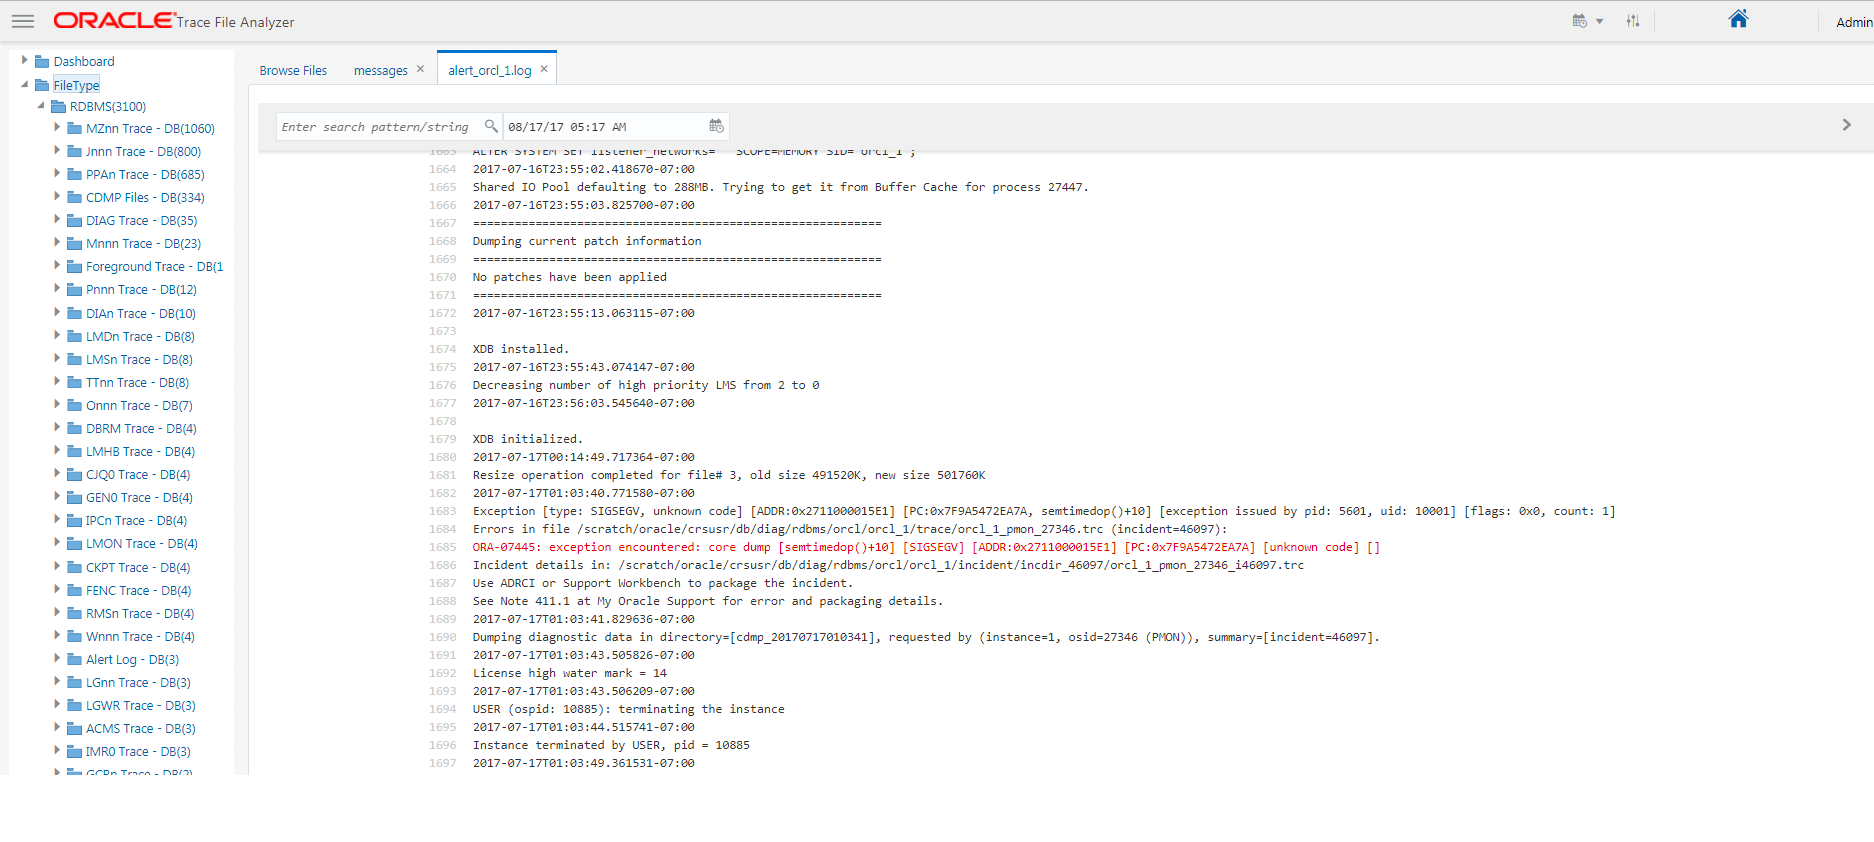 ORACLE® Trace File Analyzer
Admin
Dashboard
FileType
RDBMS(3100)
MZnn Trace - DB(1060)
Jnnn Trace - DB(800)
PPAn Trace - DB(685)
CDMP Files - DB(334)
DIAG Trace - DB(35)
Mnnn Trace - DB(23)
Foreground Trace - DB(1
Pnnn Trace - DB(12)
DIAn Trace - DB(10)
LMDn Trace - DB(8)
LMSn Trace - DB(8)
TTnn Trace - DB(8)
Onnn Trace - DB(7)
DBRM Trace - DB(4)
LMHB Trace - DB(4)
CJQ0 Trace - DB(4)
GEN0 Trace - DB(4)
IPCn Trace - DB(4)
LMON Trace - DB(4)
CKPT Trace - DB(4)
FENC Trace - DB(4)
RMSn Trace - DB(4)
Wnnn Trace - DB(4)
Alert Log - DB(3)
LGnn Trace - DB(3)
LGWR Trace - DB(3)
ACMS Trace - DB(3)
IMR0 Trace - DB(3)
GCRn Trace - DB(2)
Browse Files messages × alert_orcl_1.log ×
Enter search pattern/string 08/17/17 05:17 AM
1663 ALTER SYSTEM SET listener_networks='' SCOPE=MEMORY SID='orcl_1';
1664 2017-07-16T23:55:02.418670-07:00
1665 Shared IO Pool defaulting to 288MB. Trying to get it from Buffer Cache for process 27447.
1666 2017-07-16T23:55:03.825700-07:00
1667 ===========================================================
1668 Dumping current patch information
1669 ===========================================================
1670 No patches have been applied
1671 ===========================================================
1672 2017-07-16T23:55:13.063115-07:00
1673
1674 XDB installed.
1675 2017-07-16T23:55:43.074147-07:00
1676 Decreasing number of high priority LMS from 2 to 0
1677 2017-07-16T23:56:03.545640-07:00
1678
1679 XDB initialized.
1680 2017-07-17T00:14:49.717364-07:00
1681 Resize operation completed for file# 3, old size 491520K, new size 501760K
1682 2017-07-17T01:03:40.771580-07:00
1683 Exception [type: SIGSEGV, unknown code] [ADDR:0x2711000015E1] [PC:0x7F9A5472EA7A, semtimedop()+10] [exception issued by pid: 5601, uid: 10001] [flags: 0x0, count: 1]
1684 Errors in file /scratch/oracle/crsusr/db/diag/rdbms/orcl/orcl_1/trace/orcl_1_pmon_27346.trc (incident=46097):
1685 ORA-07445: exception encountered: core dump [semtimedop()+10] [SIGSEGV] [ADDR:0x2711000015E1] [PC:0x7F9A5472EA7A] [unknown code] []
1686 Incident details in: /scratch/oracle/crsusr/db/diag/rdbms/orcl/orcl_1/incident/incdir_46097/orcl_1_pmon_27346_i46097.trc
1687 Use ADRCI or Support Workbench to package the incident.
1688 See Note 411.1 at My Oracle Support for error and packaging details.
1689 2017-07-17T01:03:41.829636-07:00
1690 Dumping diagnostic data in directory=[cdmp_20170717010341], requested by (instance=1, osid=27346 (PMON)), summary=[incident=46097].
1691 2017-07-17T01:03:43.505826-07:00
1692 License high water mark = 14
1693 2017-07-17T01:03:43.506209-07:00
1694 USER (ospid: 10885): terminating the instance
1695 2017-07-17T01:03:44.515741-07:00
1696 Instance terminated by USER, pid = 10885
1697 2017-07-17T01:03:49.361531-07:00